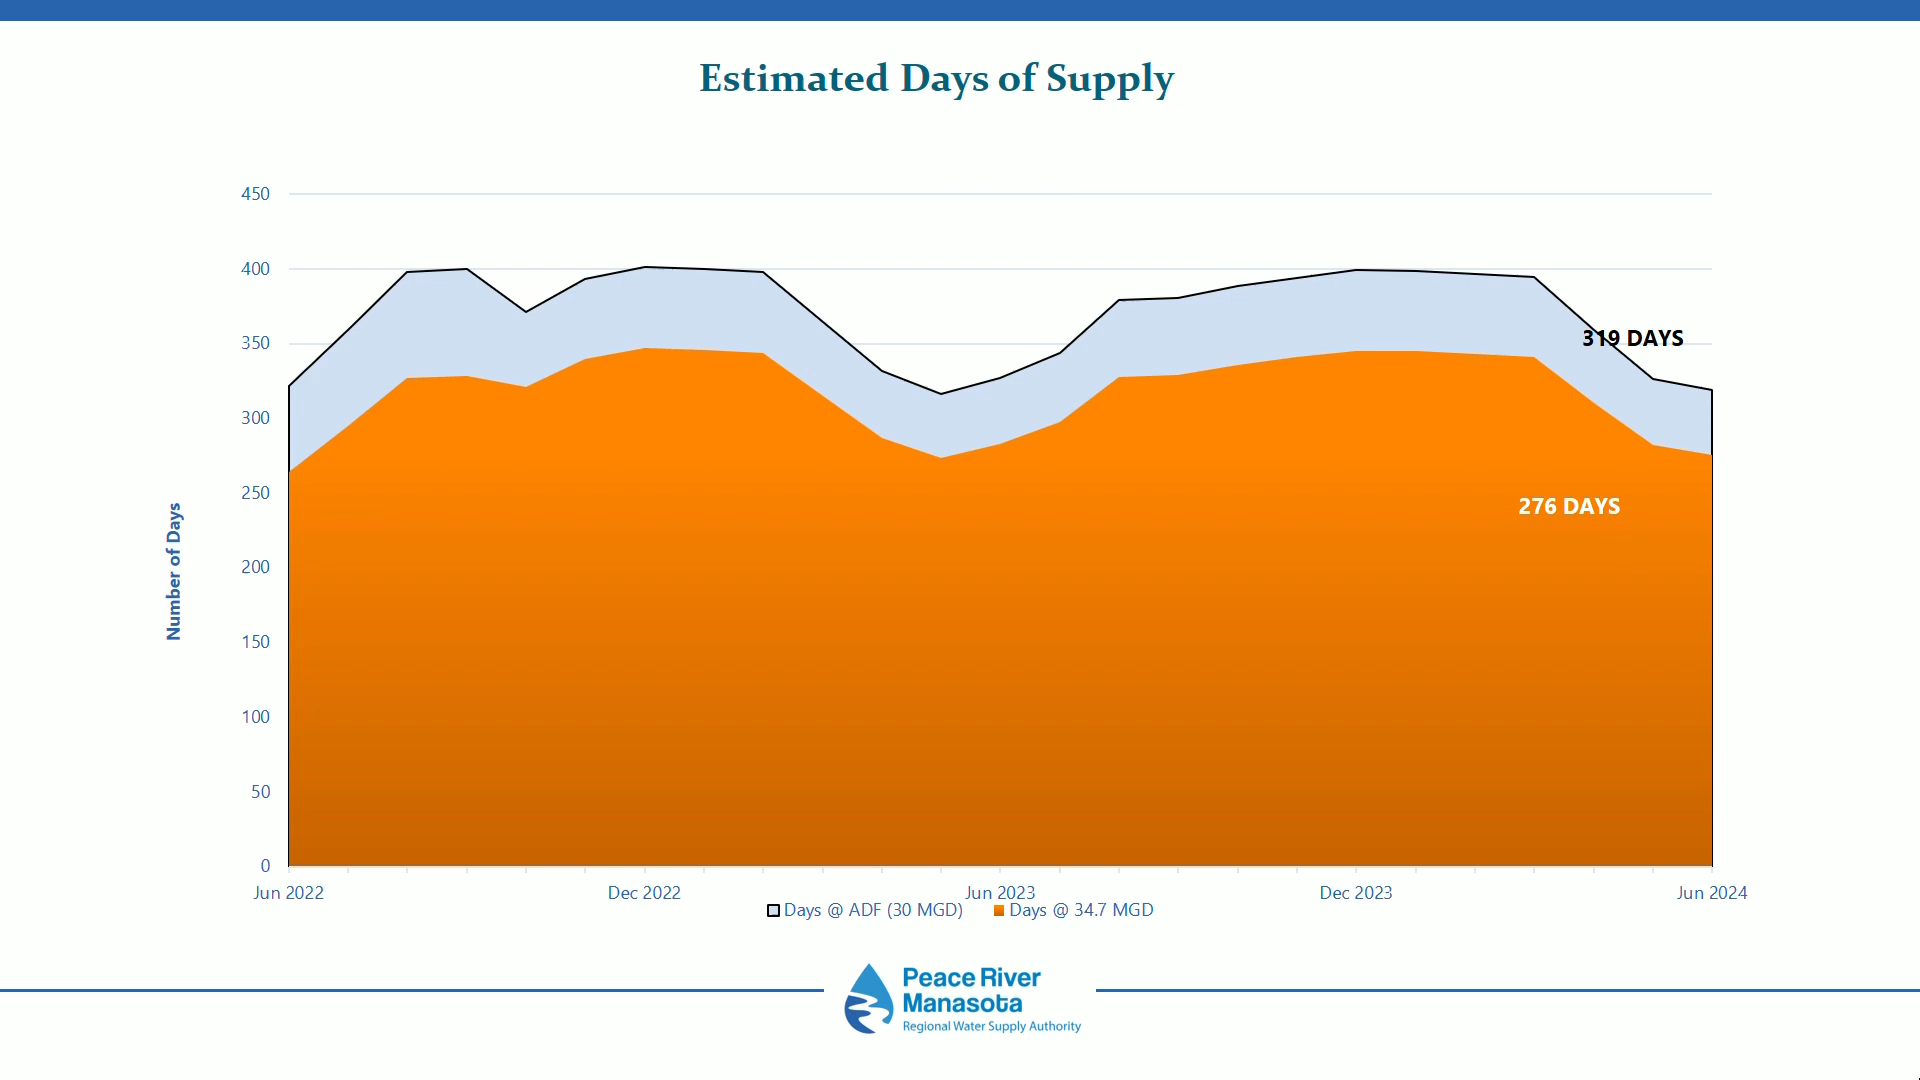 Estimated Days of Supply
450
400
350
300
250
200
150
100
50
0
Number of Days
319 DAYS
276 DAYS
Jun 2022 Dec 2022 Jun 2023 Dec 2023 Jun 2024
Days @ ADF (30 MGD) Days @ 34.7 MGD
Peace River
Manasota
Regional Water Supply Authority